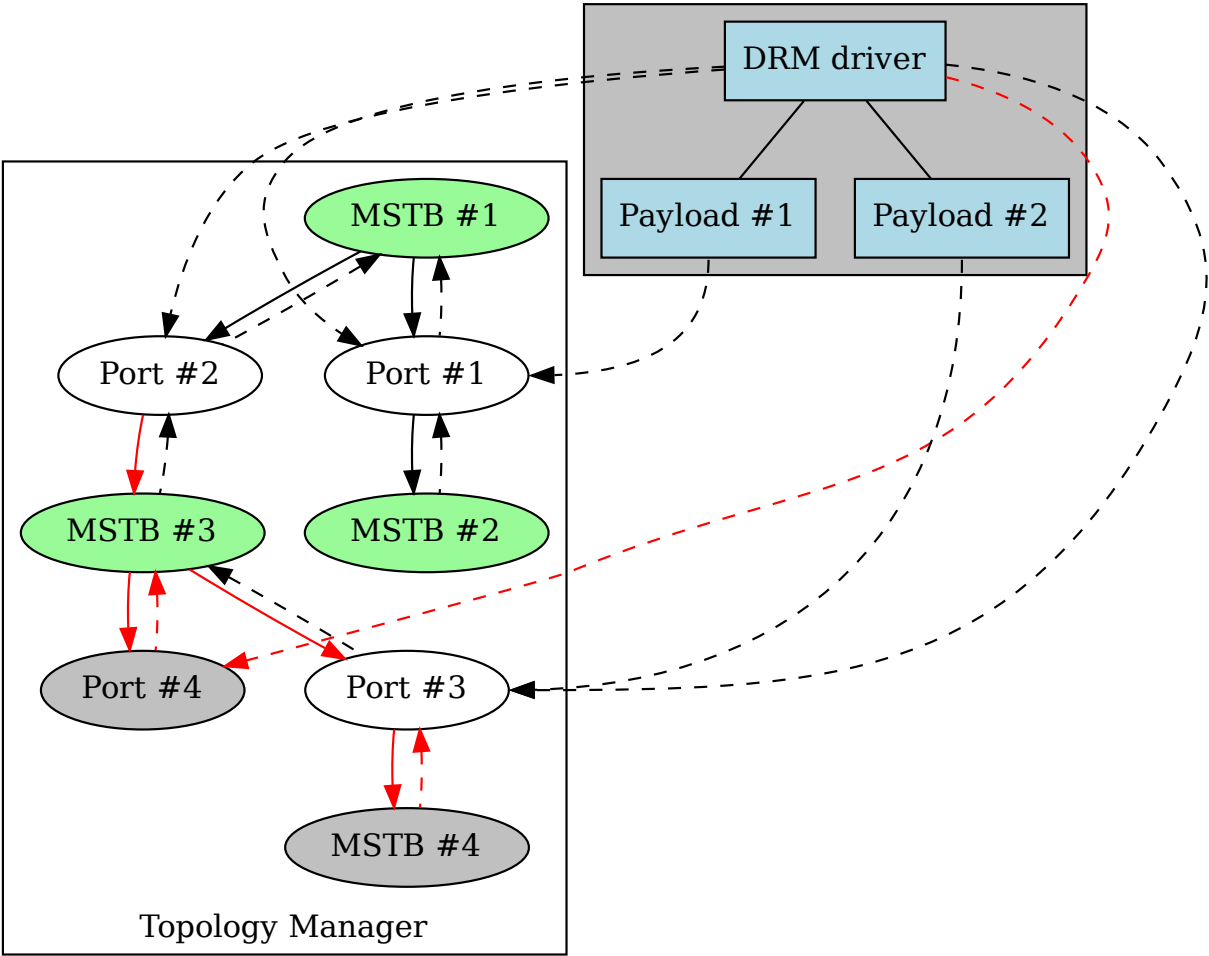 DRM driver
Payload #1
Payload #2
MSTB #1
Port #2
Port #1
MSTB #3
MSTB #2
Port #4
Port #3
MSTB #4
Topology Manager